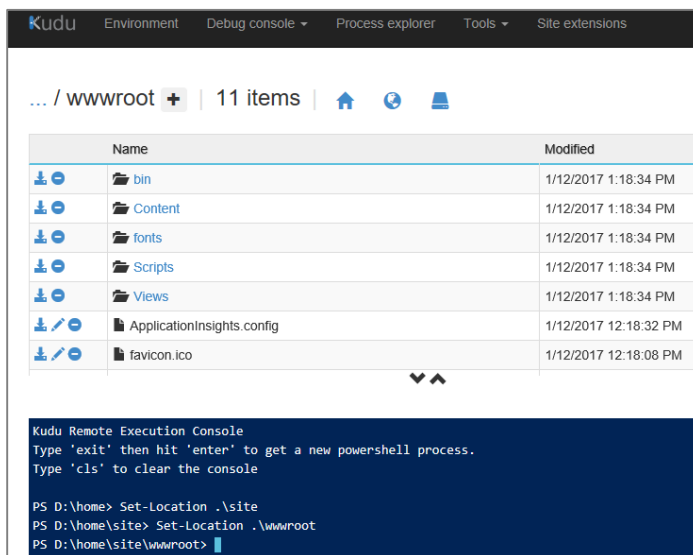 Kudu Environment Debug console Process explorer Tools Site extensions
... / wwwroot + | 11 items |
Name Modified
bin 1/12/2017 1:18:34 PM
Content 1/12/2017 1:18:34 PM
fonts 1/12/2017 1:18:34 PM
Scripts 1/12/2017 1:18:34 PM
Views 1/12/2017 1:18:34 PM
ApplicationInsights.config 1/12/2017 12:18:32 PM
favicon.ico 1/12/2017 12:18:08 PM
Kudu Remote Execution Console
Type 'exit' then hit 'enter' to get a new powershell process.
Type 'cls' to clear the console
PS D:\home> Set-Location .\site
PS D:\home\site> Set-Location .\wwwroot
PS D:\home\site\wwwroot>